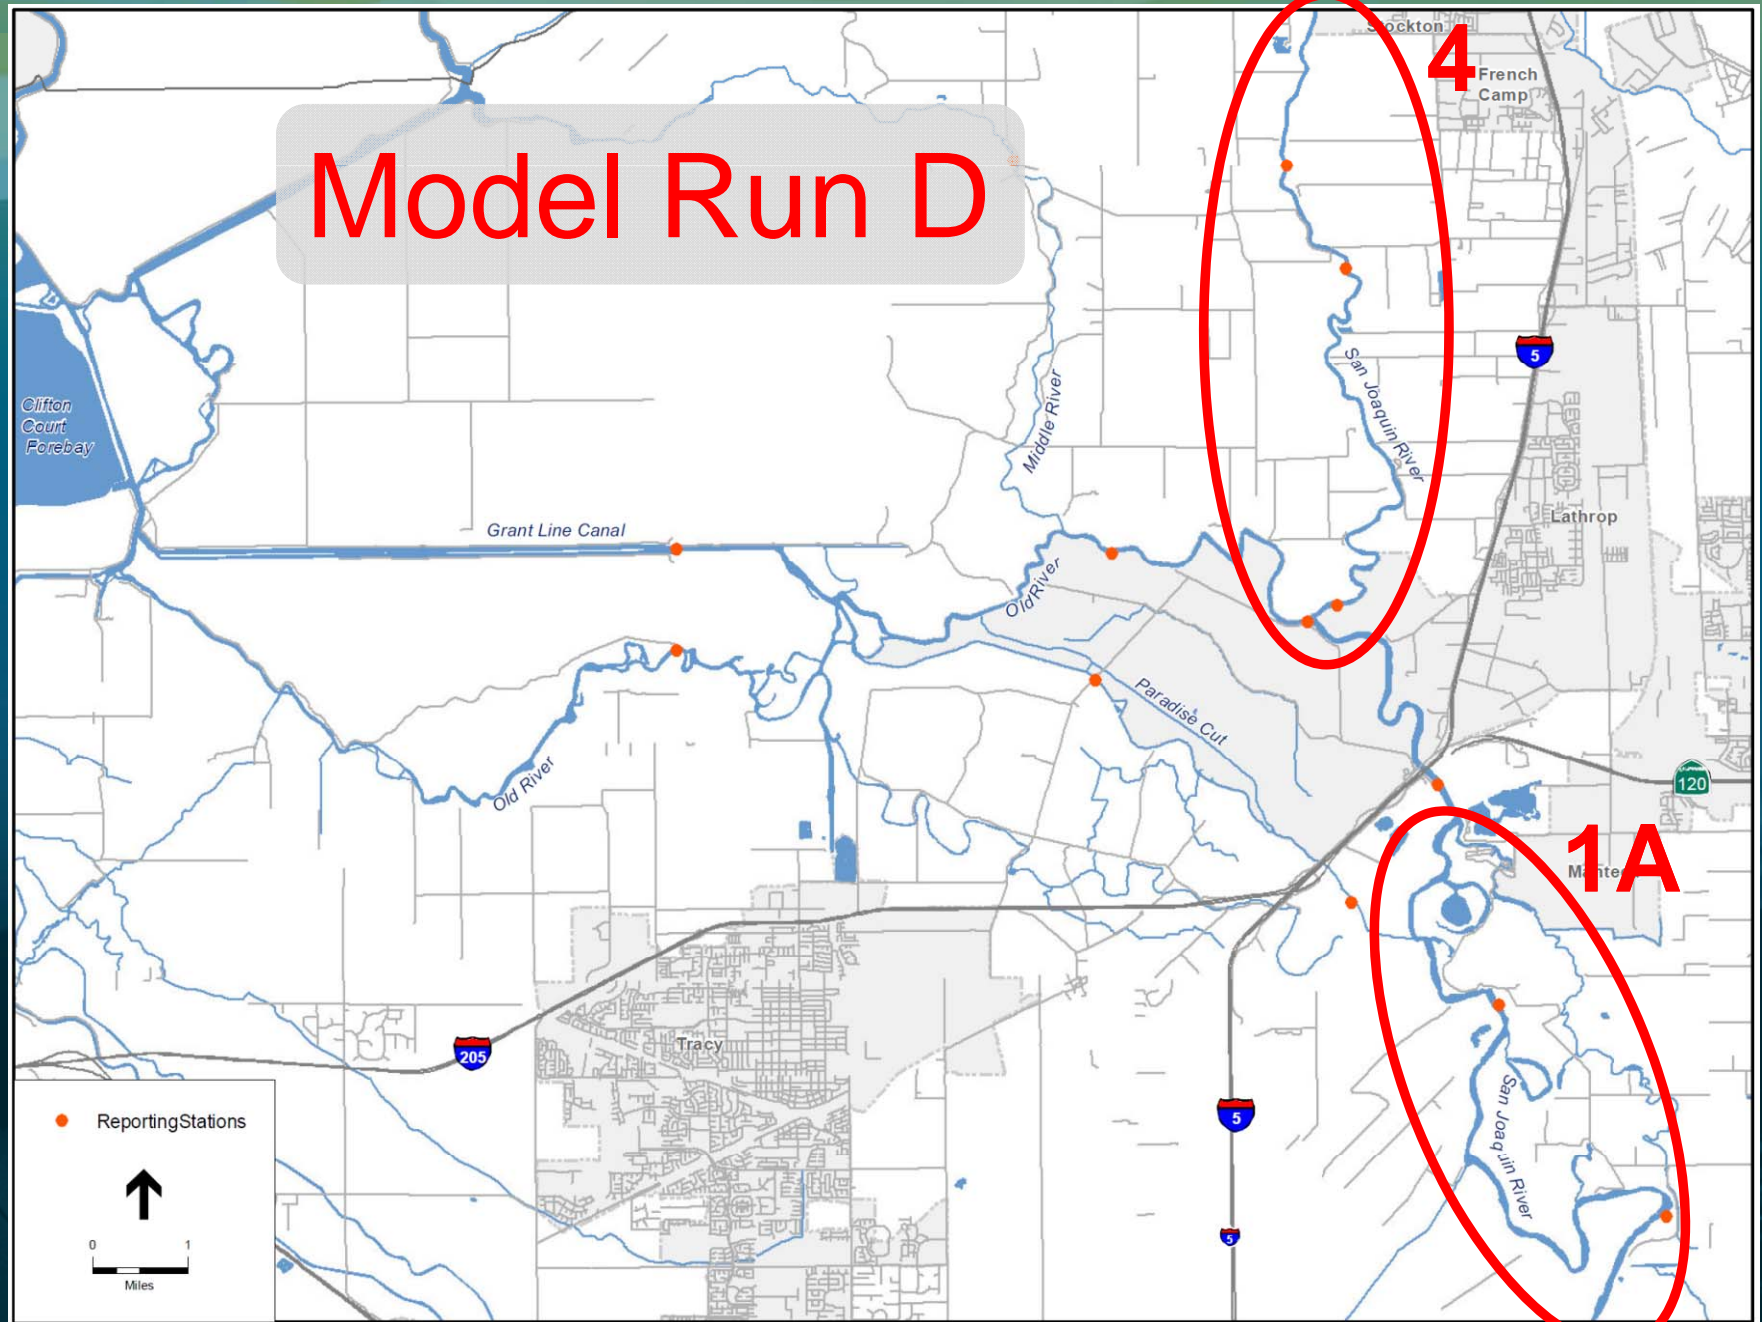 Stockton
4
French
Camp
Model Run D
5
San Joaquin River
Clifton
Court
Forebay
Middle River
Lathrop
Grant Line Canal
Old River
Paradise Cut
Old River
120
1A
Tracy
205
San Joaquin River
5
5
ReportingStations
0 1
Miles